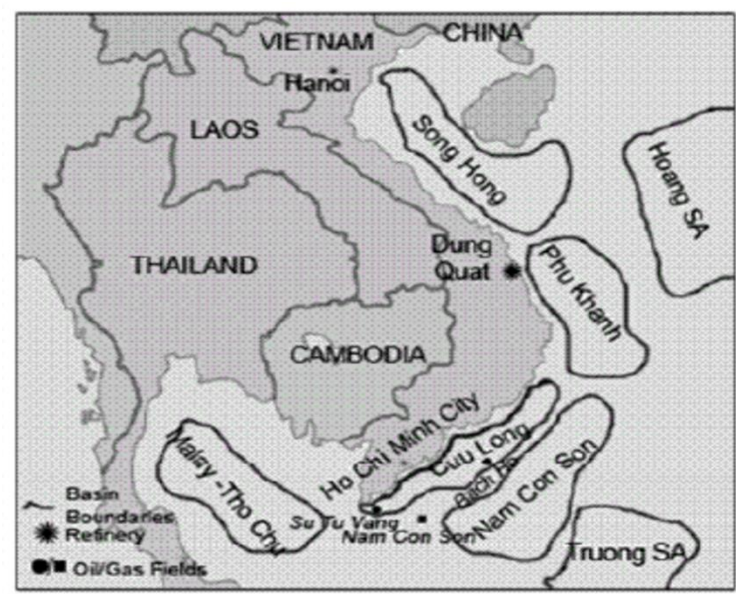 VIETNAM
CHINA
Hanoi
LAOS
Song Hong
Hoang SA
Dung
Quat
THAILAND
Phu Khanh
CAMBODIA
Ho Chi Minh City
Cuu Long
Bach Ho
Nam Con Son
Malay -Tho Chu
Su Tu Vang
Nam Con Son
Truong SA
Basin
Boundaries
Refinery
Oil/Gas Fields